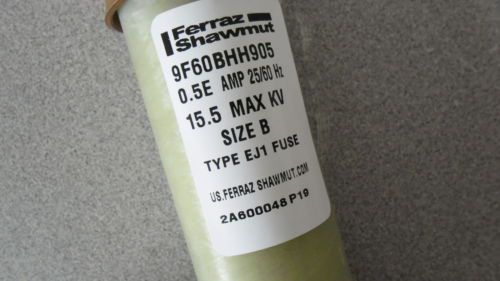 Ferraz
Shawmut
9F60BHH905
0.5E AMP 25/60 Hz
15.5 MAX KV
SIZE B
TYPE EJ1 FUSE
US.FERRAZ SHAWMUT.COM
2A600048 P19